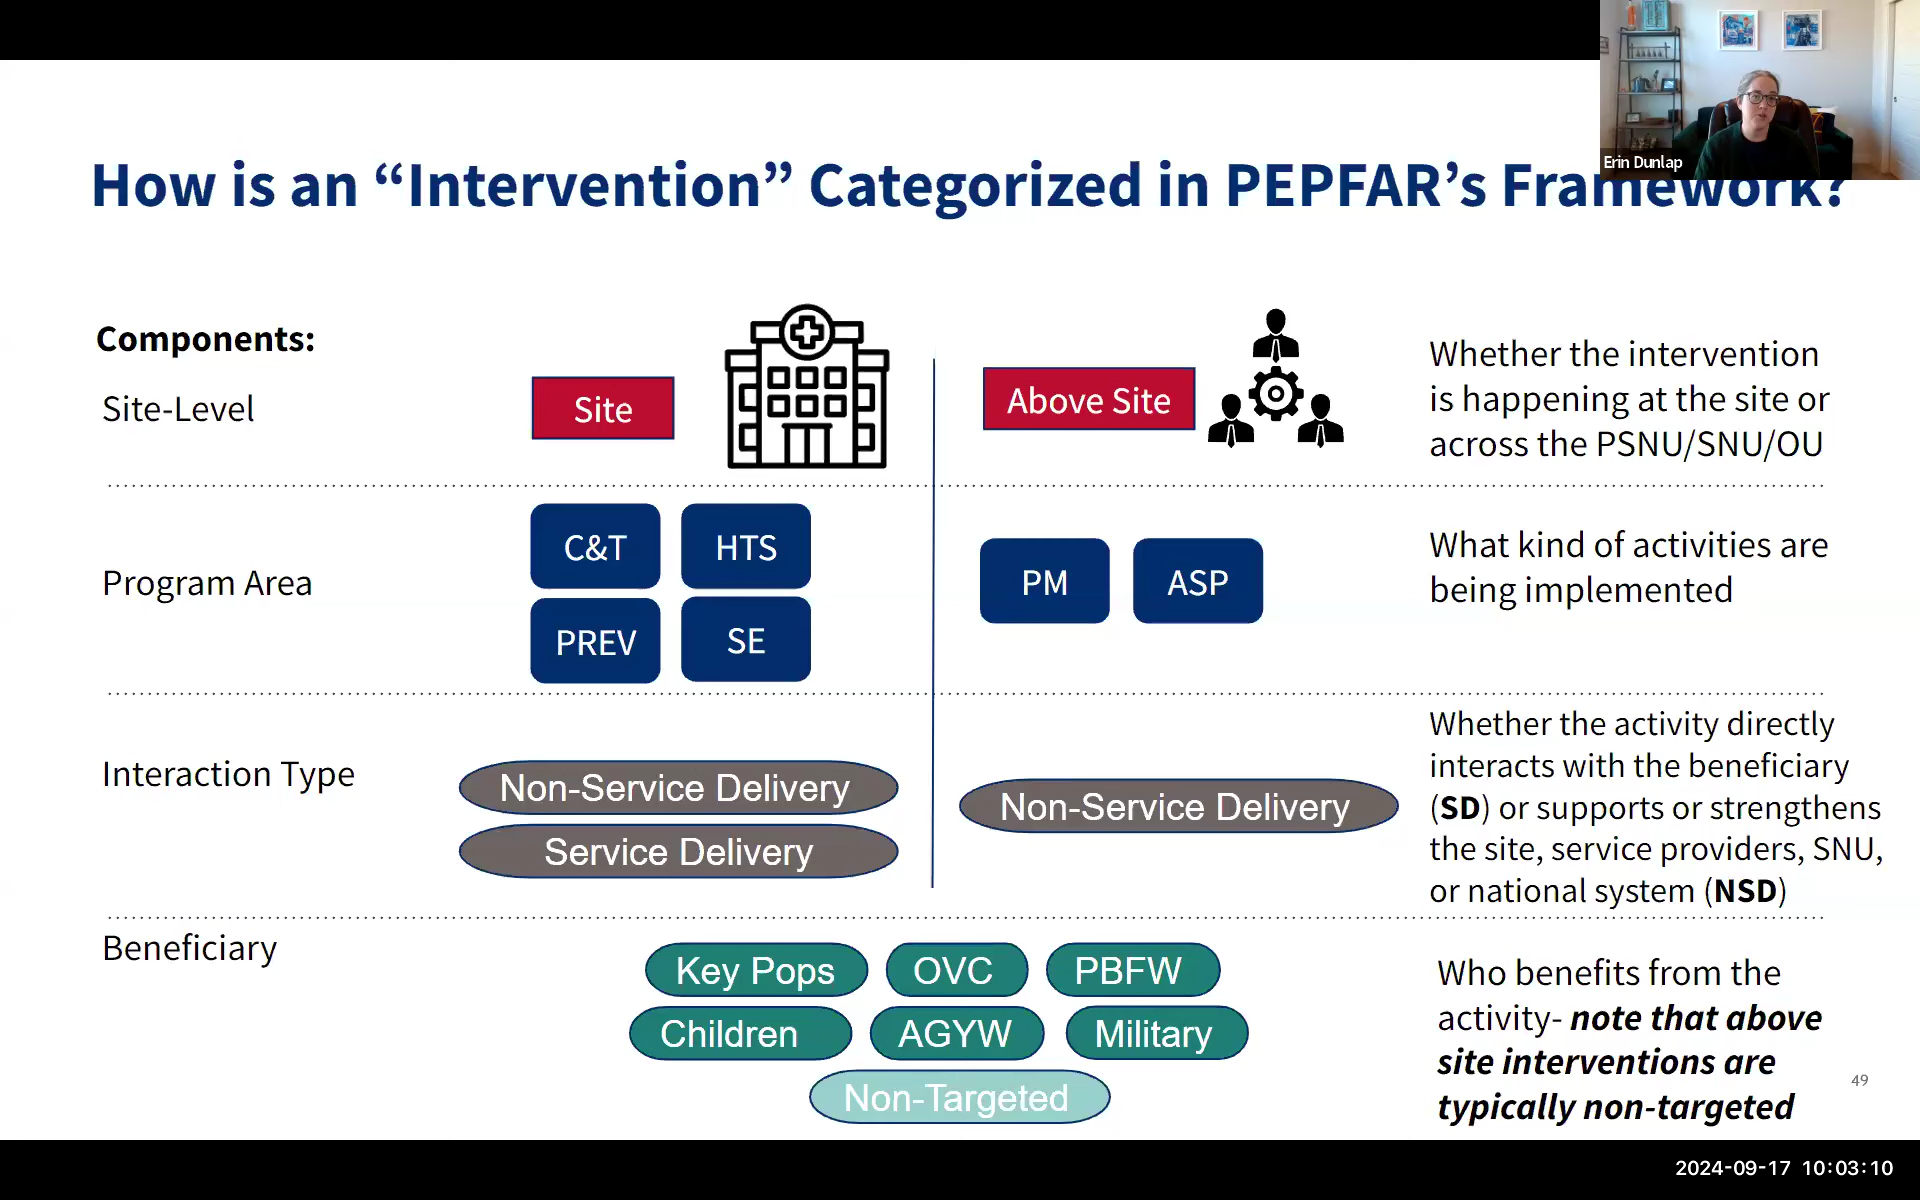 Erin Dunlap
How is an “Intervention” Categorized in PEPFAR’s Framework?
Components:
Site-Level
Site
Above Site
Whether the intervention
is happening at the site or
across the PSNU/SNU/OU
Program Area
C&T
HTS
PREV
SE
PM
ASP
What kind of activities are
being implemented
Interaction Type
Non-Service Delivery
Service Delivery
Non-Service Delivery
Whether the activity directly
interacts with the beneficiary
(SD) or supports or strengthens
the site, service providers, SNU,
or national system (NSD)
Beneficiary
Key Pops
OVC
PBFW
Children
AGYW
Military
Non-Targeted
Who benefits from the
activity- note that above
site interventions are
typically non-targeted
49
2024-09-17 10:03:10